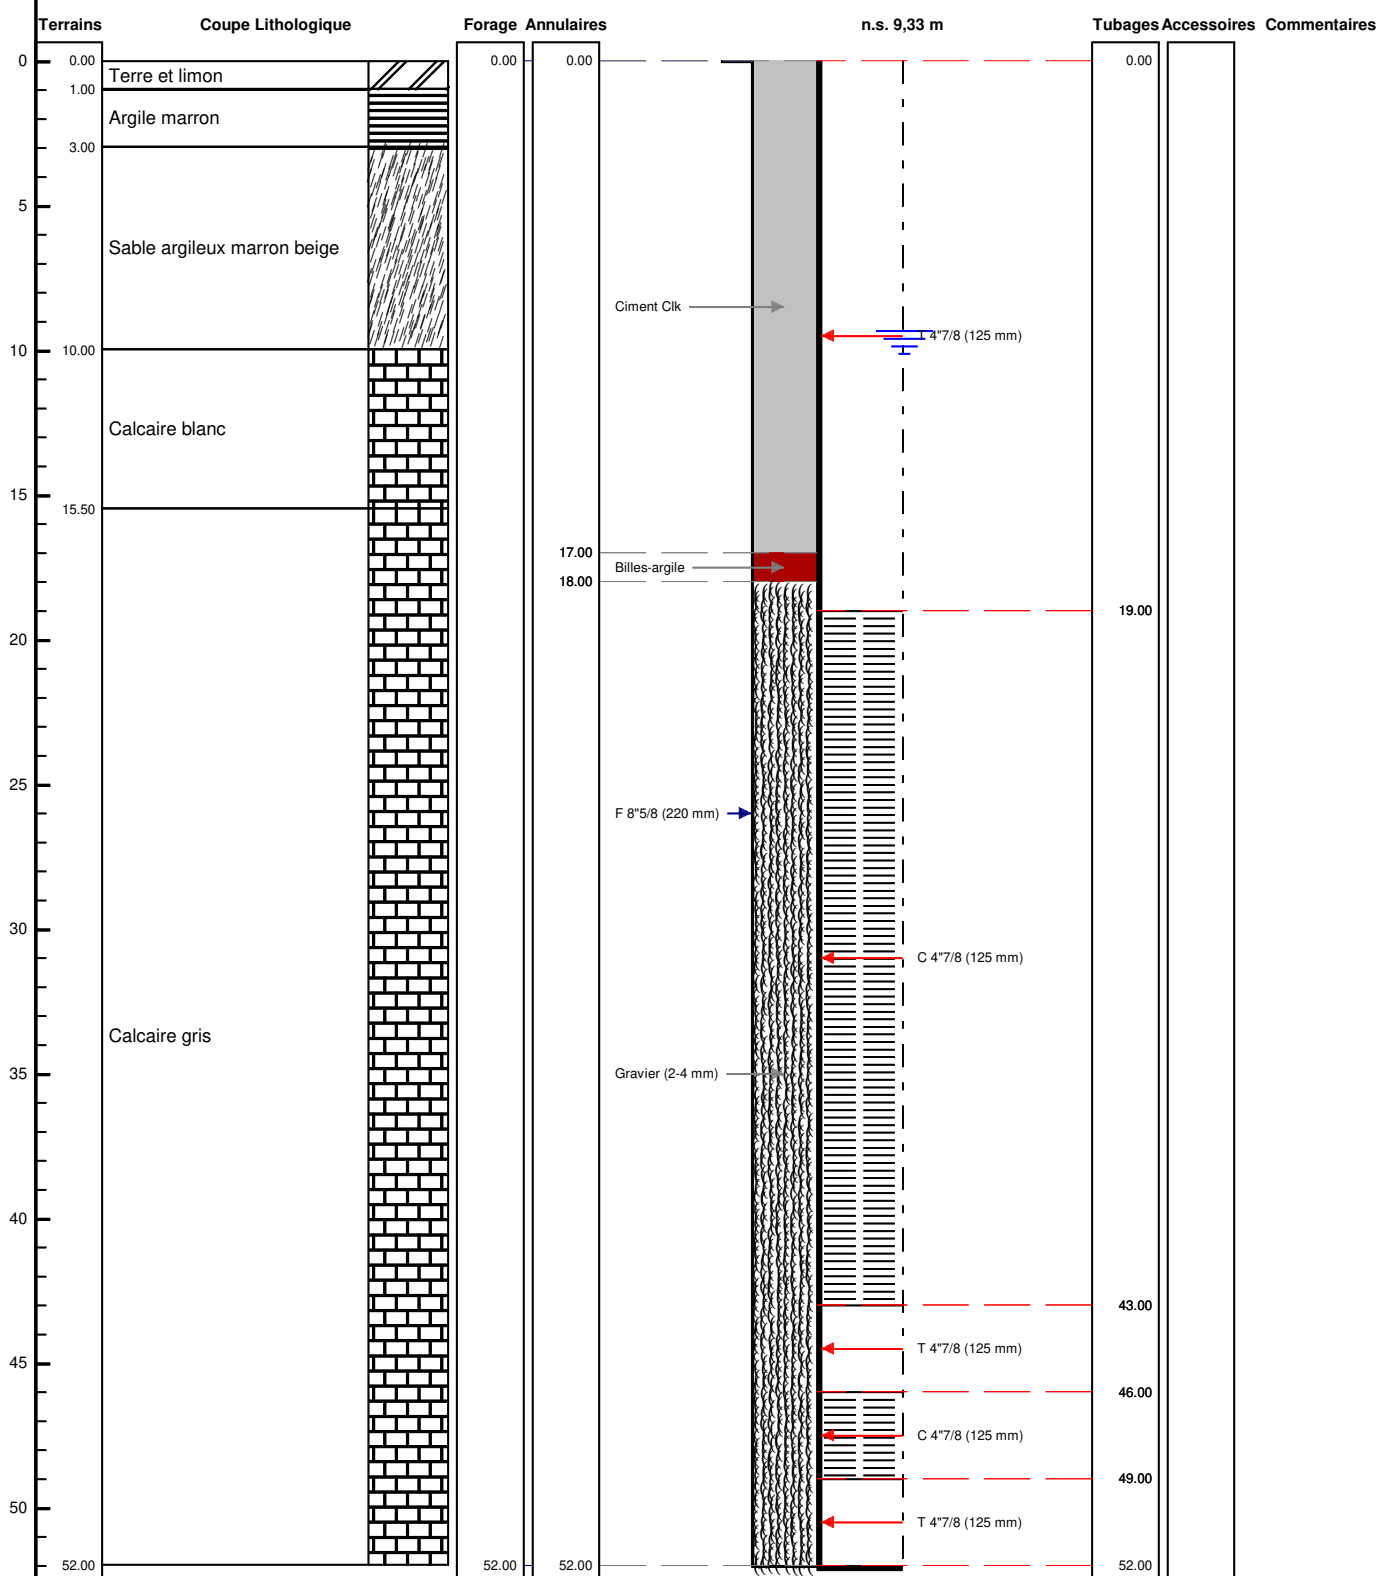 Terrains Coupe Lithologique Forage Annulaires n.s. 9,33 m Tubages Accessoires Commentaires
0 0.00 0.00 0.00 0.00
Terre et limon
1.00
Argile marron
3.00
5
Sable argileux marron beige
Ciment Clk
T 4"7/8 (125 mm)
10 10.00
Calcaire blanc
15
15.50
17.00
Billes-argile
18.00
19.00
20
25
F 8"5/8 (220 mm)
30
C 4"7/8 (125 mm)
Calcaire gris
35
Gravier (2-4 mm)
40
43.00
T 4"7/8 (125 mm)
45
46.00
C 4"7/8 (125 mm)
49.00
50
T 4"7/8 (125 mm)
52.00 52.00 52.00 52.00